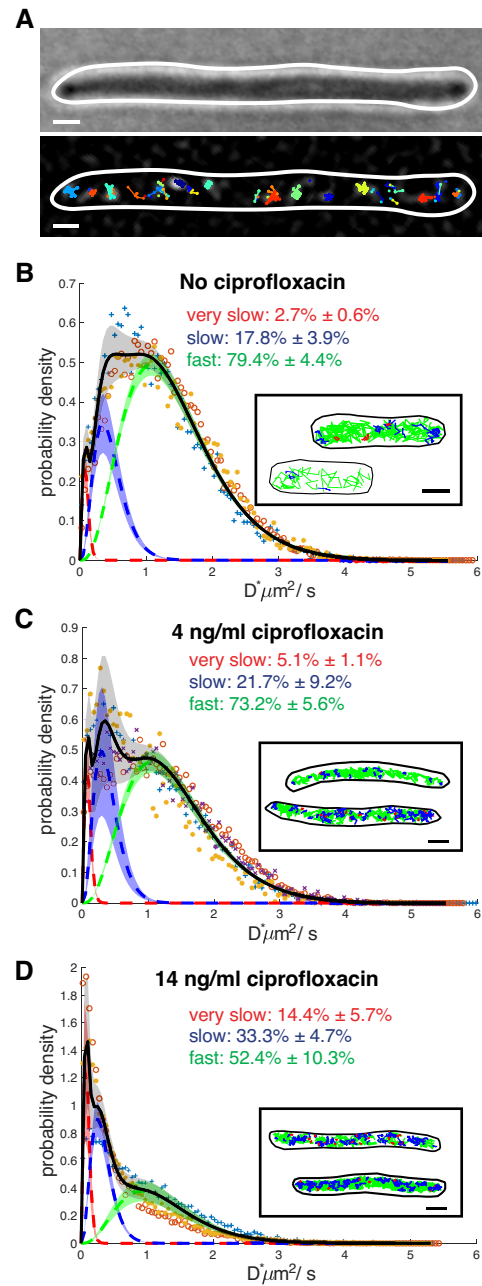 A
B
No ciprofloxacin
very slow: 2.7% ± 0.6%
slow: 17.8% ± 3.9%
fast: 79.4% ± 4.4%
probability density
0.7
0.6
0.5
0.4
0.3
0.2
0.1
0
0 1 2 3 4 5 6
D*μm²/ s
C
4 ng/ml ciprofloxacin
very slow: 5.1% ± 1.1%
slow: 21.7% ± 9.2%
fast: 73.2% ± 5.6%
probability density
0.9
0.8
0.7
0.6
0.5
0.4
0.3
0.2
0.1
0
0 1 2 3 4 5 6
D*μm²/ s
D
14 ng/ml ciprofloxacin
very slow: 14.4% ± 5.7%
slow: 33.3% ± 4.7%
fast: 52.4% ± 10.3%
probability density
2
1.8
1.6
1.4
1.2
1
0.8
0.6
0.4
0.2
0
0 1 2 3 4 5 6
D*μm²/ s